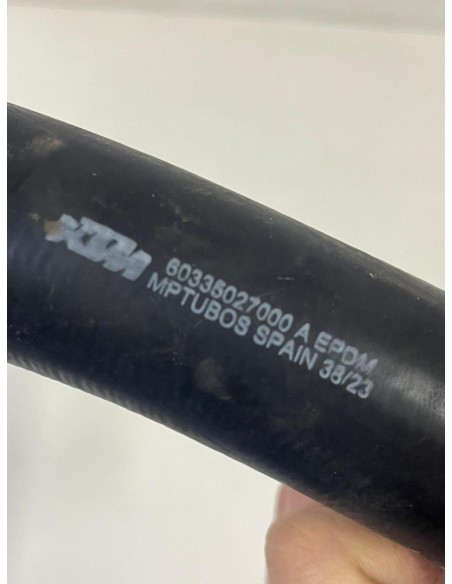 KTM
60335027000 A EPDM
MPTUBOS SPAIN 38/23